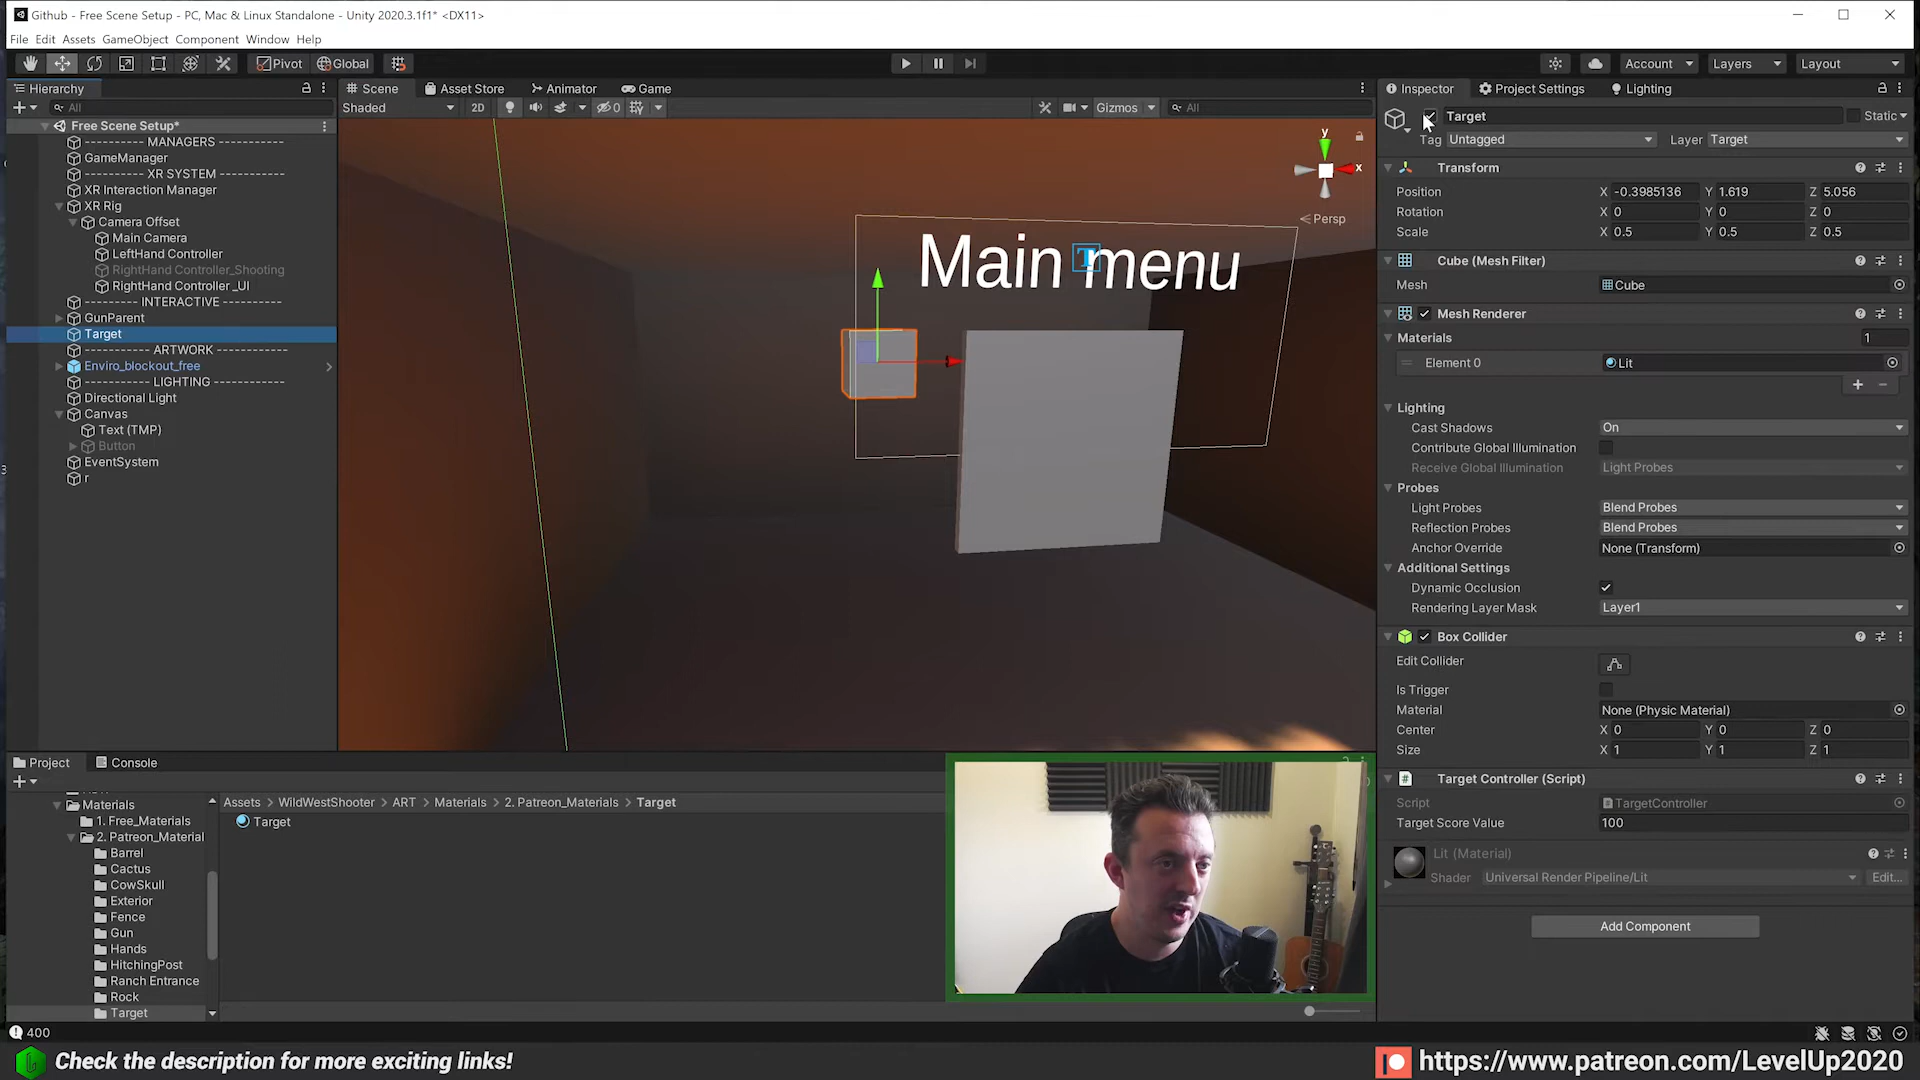 Github - Free Scene Setup - PC, Mac & Linux Standalone - Unity 2020.3.1f1* <DX11>
File Edit Assets GameObject Component Window Help
Pivot Global Account Layers Layout
Hierarchy
All
Free Scene Setup*
---------- MANAGERS -----------
GameManager
---------- XR SYSTEM -----------
XR Interaction Manager
XR Rig
Camera Offset
Main Camera
LeftHand Controller
RightHand Controller_Shooting
RightHand Controller _UI
--------- INTERACTIVE ----------
GunParent
Target
----------- ARTWORK ------------
Enviro_blockout_free
----------- LIGHTING -----------
Directional Light
Canvas
Text (TMP)
Button
EventSystem
r
Scene Asset Store Animator Game
Shaded 2D 0 Gizmos All
y
x
Persp
Main menu
T
Inspector Project Settings Lighting
Target Static
Tag Untagged Layer Target
Transform
Position X -0.3985136 Y 1.619 Z 5.056
Rotation X 0 Y 0 Z 0
Scale X 0.5 Y 0.5 Z 0.5
Cube (Mesh Filter)
Mesh Cube
Mesh Renderer
Materials 1
Element 0 Lit
Lighting
Cast Shadows On
Contribute Global Illumination
Receive Global Illumination Light Probes
Probes
Light Probes Blend Probes
Reflection Probes Blend Probes
Anchor Override None (Transform)
Additional Settings
Dynamic Occlusion
Rendering Layer Mask Layer1
Box Collider
Edit Collider
Is Trigger
Material None (Physic Material)
Center X 0 Y 0 Z 0
Size X 1 Y 1 Z 1
Target Controller (Script)
Script TargetController
Target Score Value 100
Lit (Material)
Shader Universal Render Pipeline/Lit Edit...
Add Component
Project Console
Materials
1. Free_Materials
2. Patreon_Material
Barrel
Cactus
CowSkull
Exterior
Fence
Gun
Hands
HitchingPost
Ranch Entrance
Rock
Target
Assets > WildWestShooter > ART > Materials > 2. Patreon_Materials > Target
Target
400
Check the description for more exciting links!
https://www.patreon.com/LevelUp2020